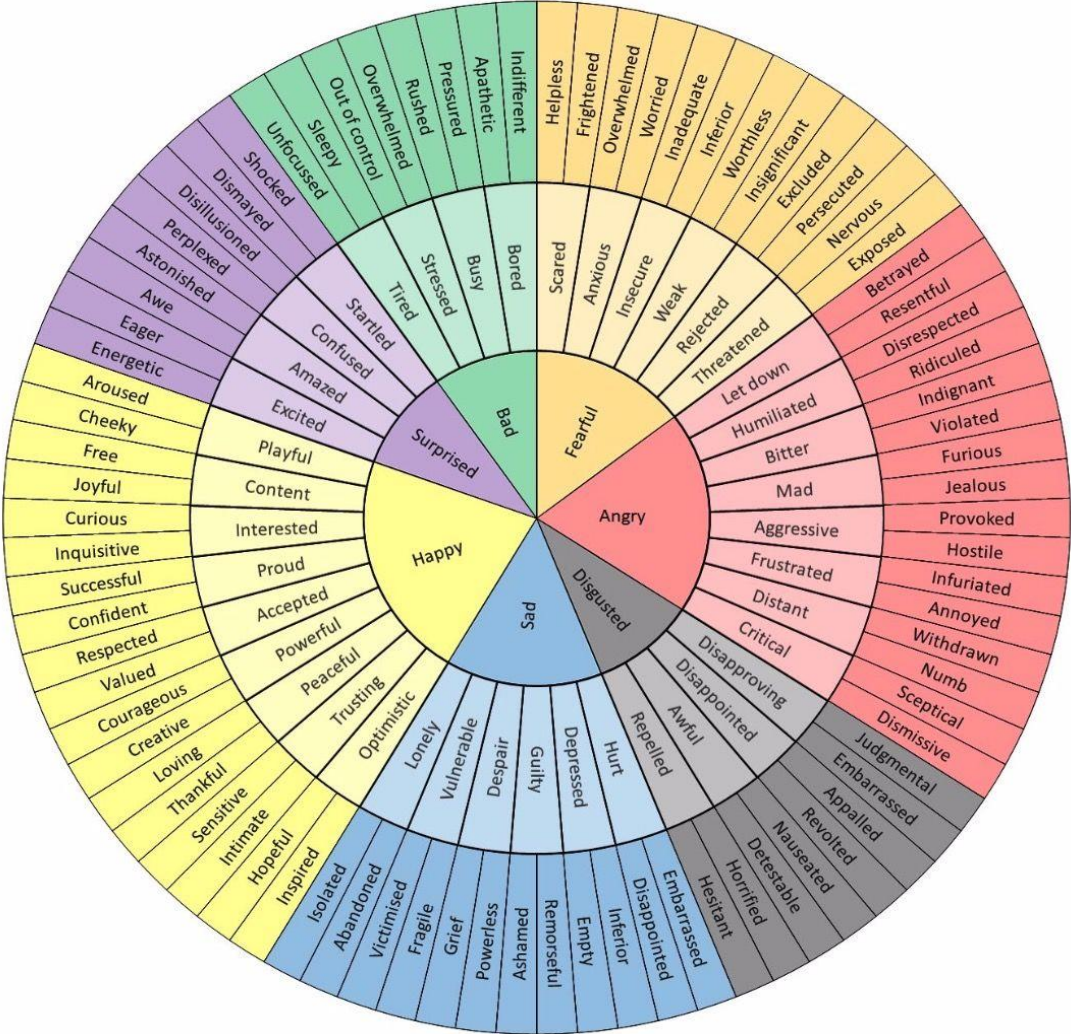 Fearful
Angry
Disgusted
Sad
Happy
Surprised
Bad
Scared
Anxious
Insecure
Weak
Rejected
Threatened
Let down
Humiliated
Bitter
Mad
Aggressive
Frustrated
Distant
Critical
Disapproving
Disappointed
Awful
Repelled
Hurt
Depressed
Guilty
Despair
Vulnerable
Lonely
Optimistic
Trusting
Peaceful
Powerful
Accepted
Proud
Interested
Content
Playful
Excited
Amazed
Confused
Startled
Tired
Stressed
Busy
Bored
Helpless
Frightened
Overwhelmed
Worried
Inadequate
Inferior
Worthless
Insignificant
Excluded
Persecuted
Nervous
Exposed
Betrayed
Resentful
Disrespected
Ridiculed
Indignant
Violated
Furious
Jealous
Provoked
Hostile
Infuriated
Annoyed
Withdrawn
Numb
Sceptical
Dismissive
Judgmental
Embarrassed
Appalled
Revolted
Nauseated
Detestable
Horrified
Hesitant
Embarrassed
Disappointed
Inferior
Empty
Remorseful
Ashamed
Powerless
Grief
Fragile
Victimised
Abandoned
Isolated
Inspired
Hopeful
Intimate
Sensitive
Thankful
Loving
Creative
Courageous
Valued
Respected
Confident
Successful
Inquisitive
Curious
Joyful
Free
Cheeky
Aroused
Energetic
Eager
Awe
Astonished
Perplexed
Disillusioned
Dismayed
Shocked
Unfocussed
Sleepy
Out of control
Overwhelmed
Rushed
Pressured
Apathetic
Indifferent